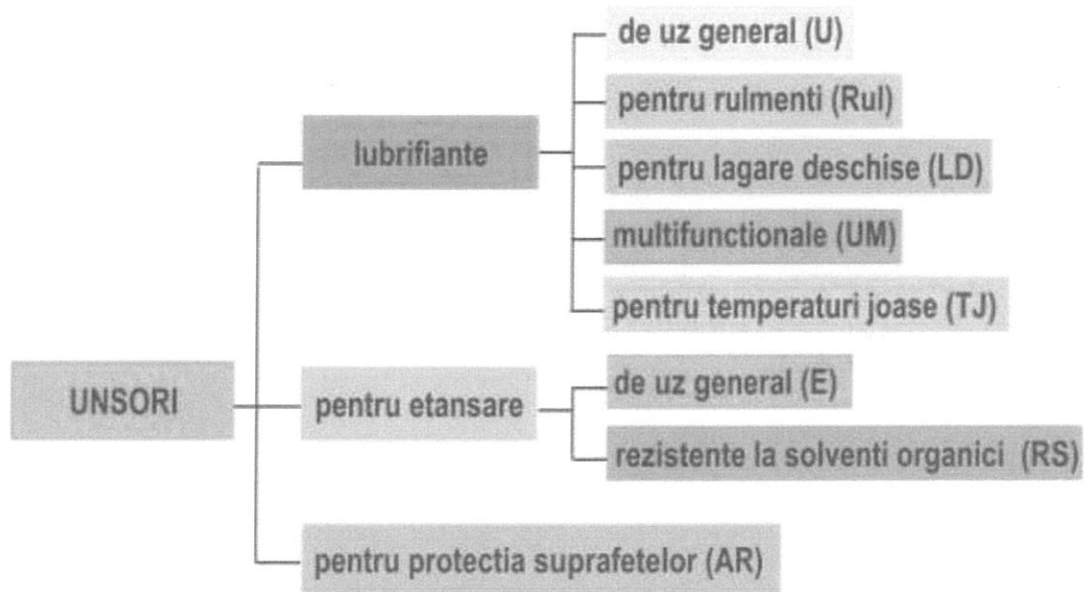 UNSORI
lubrifiante
de uz general (U)
pentru rulmenti (Rul)
pentru lagare deschise (LD)
multifunctionale (UM)
pentru temperaturi joase (TJ)
pentru etansare
de uz general (E)
rezistente la solventi organici (RS)
pentru protectia suprafetelor (AR)